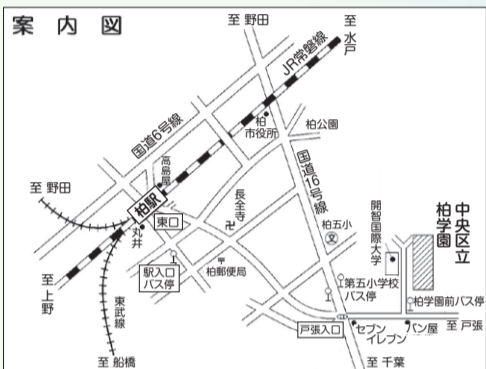 案内図
至 野田
至 水戸
JR常磐線
国道6号線
柏市役所
柏公園
高島屋
国道16号線
至 野田
柏駅
東口
丸井
長全寺
卍
柏五小
文
開智国際大学
中央区立
柏学園
駅入口
バス停
〒
柏郵便局
第五小学校
バス停
柏学園前バス停
至 上野
東武線
戸張入口
セブン
イレブン
パン屋
至 戸張
至 船橋
至 千葉